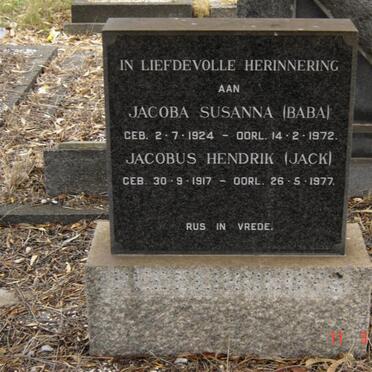 IN LIEFDEVOLLE HERINNERING
AAN
JACOBA SUSANNA (BABA)
GEB. 2-7-1924 - OORL. 14-2-1972.
JACOBUS HENDRIK (JACK)
GEB. 30-9-1917 - OORL. 26-5-1977.
RUS IN VREDE.